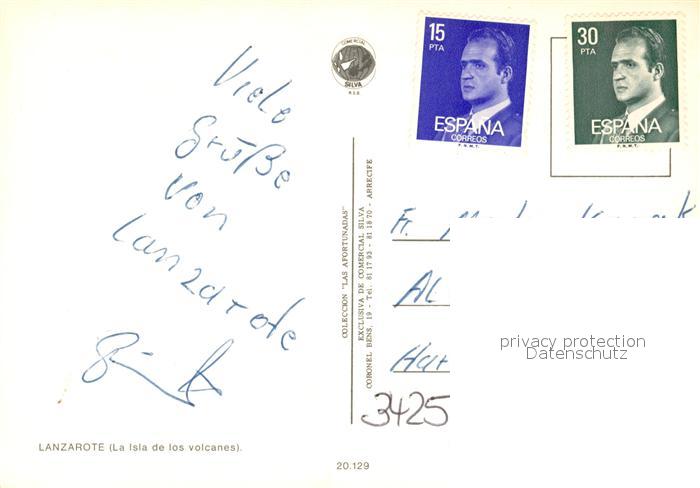 Viele
Grüße
von
Lanzarote
LANZAROTE (La Isla de los volcanes).
COMERCIAL
SILVA
COLECCION "LAS AFORTUNADAS"
EXCLUSIVA DE COMERCIAL SILVA
CORONEL BENS, 19 - Tel. 81 17 93 - 81 18 70 - ARRECIFE
15
PTA
ESPAÑA
CORREOS
F.N.M.T.
30
PTA
ESPAÑA
CORREOS
F.N.M.T.
Fr.
AL
Har
3425
privacy protection
Datenschutz
20.129